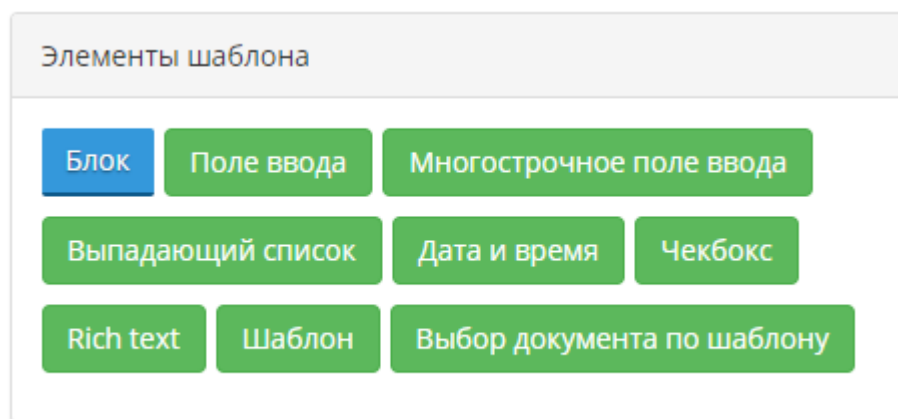 Элементы шаблона
Блок Поле ввода Многострочное поле ввода
Выпадающий список Дата и время Чекбокс
Rich text Шаблон Выбор документа по шаблону